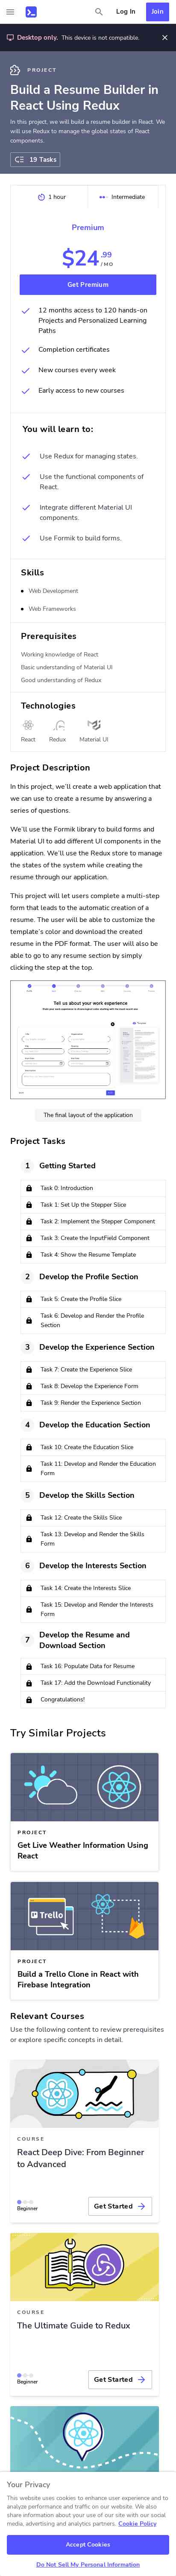 Log In
Join
Desktop only. This device is not compatible.
PROJECT
Build a Resume Builder in
React Using Redux
In this project, we will build a resume builder in React. We
will use Redux to manage the global states of React
components.
19 Tasks
1 hour
Intermediate
Premium
$24.99
/MO
Get Premium
12 months access to 120 hands-on
Projects and Personalized Learning
Paths
Completion certificates
New courses every week
Early access to new courses
You will learn to:
Use Redux for managing states.
Use the functional components of
React.
Integrate different Material UI
components.
Use Formik to build forms.
Skills
Web Development
Web Frameworks
Prerequisites
Working knowledge of React
Basic understanding of Material UI
Good understanding of Redux
Technologies
React
Redux
Material UI
Project Description
In this project, we’ll create a web application that
we can use to create a resume by answering a
series of questions.
We’ll use the Formik library to build forms and
Material UI to add different UI components in the
application. We’ll use the Redux store to manage
the states of the system while creating the
resume through our application.
This project will let users complete a multi-step
form that leads to the automatic creation of a
resume. The user will be able to change the
template’s color and download the created
resume in the PDF format. The user will also be
able to go to any resume section by simply
clicking the step at the top.
Tell us about your work experience
The final layout of the application
Project Tasks
1
Getting Started
Task 0: Introduction
Task 1: Set Up the Stepper Slice
Task 2: Implement the Stepper Component
Task 3: Create the InputField Component
Task 4: Show the Resume Template
2
Develop the Profile Section
Task 5: Create the Profile Slice
Task 6: Develop and Render the Profile
Section
3
Develop the Experience Section
Task 7: Create the Experience Slice
Task 8: Develop the Experience Form
Task 9: Render the Experience Section
4
Develop the Education Section
Task 10: Create the Education Slice
Task 11: Develop and Render the Education
Form
5
Develop the Skills Section
Task 12: Create the Skills Slice
Task 13: Develop and Render the Skills
Form
6
Develop the Interests Section
Task 14: Create the Interests Slice
Task 15: Develop and Render the Interests
Form
7
Develop the Resume and
Download Section
Task 16: Populate Data for Resume
Task 17: Add the Download Functionality
Congratulations!
Try Similar Projects
PROJECT
Get Live Weather Information Using
React
Trello
PROJECT
Build a Trello Clone in React with
Firebase Integration
Relevant Courses
Use the following content to review prerequisites
or explore specific concepts in detail.
COURSE
React Deep Dive: From Beginner
to Advanced
Beginner
Get Started
COURSE
The Ultimate Guide to Redux
Beginner
Get Started
Your Privacy
This website uses cookies to enhance user experience and to
analyze performance and traffic on our website. We also
share information about your use of our site with our social
media, advertising and analytics partners. Cookie Policy
Accept Cookies
Do Not Sell My Personal Information